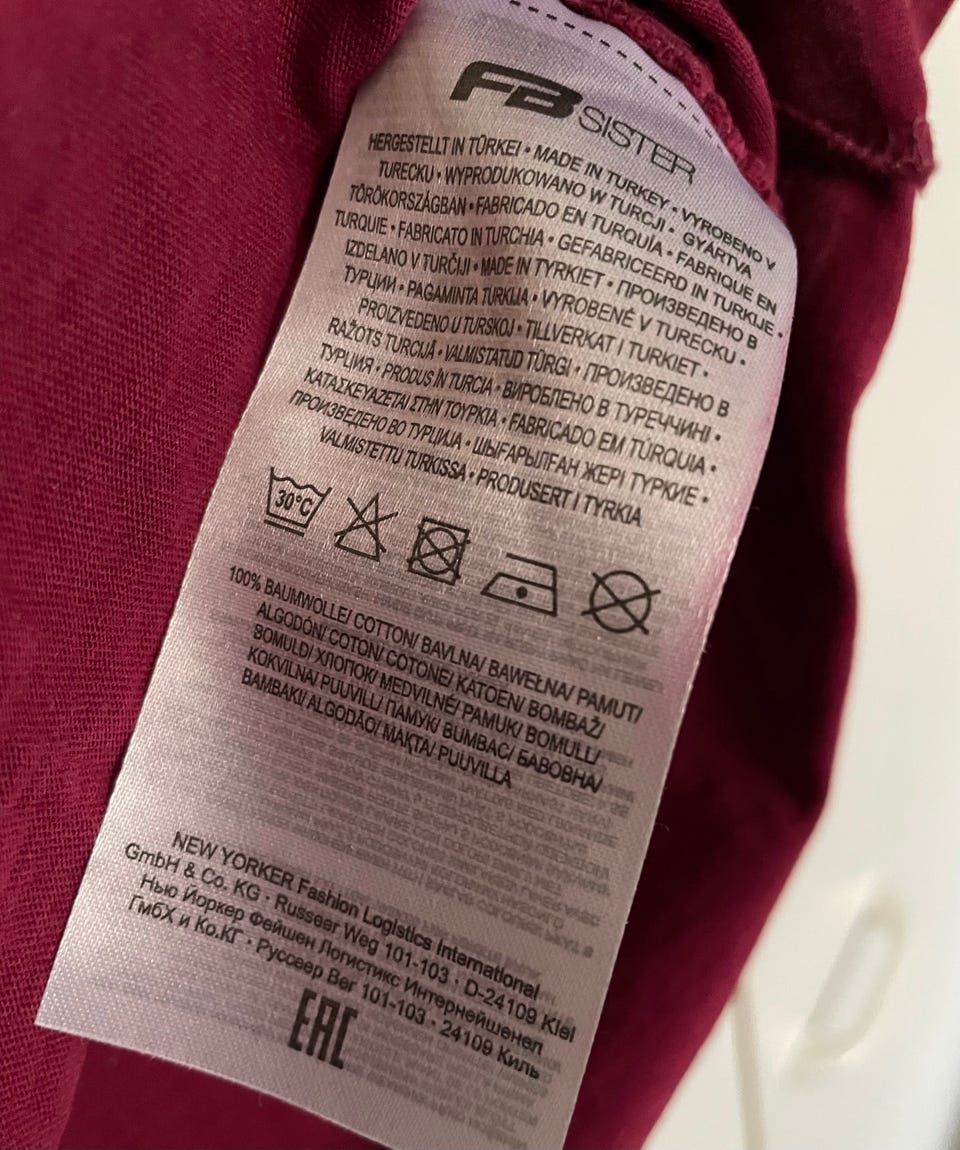 FB SISTER
HERGESTELLT IN TÜRKEI • MADE IN TURKEY • VYROBENO V
TURECKU • WYPRODUKOWANO W TURCJI • GYÁRTVA
TÖRÖKORSZÁGBAN • FABRICADO EN TURQUÍA • FABRIQUE EN
TURQUIE • FABRICATO IN TURCHIA • GEFABRICEERD IN TURKIJE •
IZDELANO V TURČIJI • MADE IN TYRKIET • ПРОИЗВЕДЕНО В
ТУРЦИИ • PAGAMINTA TURKIJA • VYROBENÉ V TURECKU •
PROIZVEDENO U TURSKOJ • TILLVERKAT I TURKIET •
RAŽOTS TURCIJĀ • VALMISTATUD TÜRGI • ПРОИЗВЕДЕНО В
ТУРЦИЯ • PRODUS ÎN TURCIA • ВИРОБЛЕНО В ТУРЕЧЧИНІ •
ΚΑΤΑΣΚΕΥΑΖΕΤΑΙ ΣΤΗΝ ΤΟΥΡΚΙΑ • FABRICADO EM TÚRQUIA •
ПРОИЗВЕДЕНО ВО ТУРЦИЈА • ШЫҒАРЫЛҒАН ЖЕРІ ТҮРКИЕ •
VALMISTETTU TURKISSA • PRODUSERT I TYRKIA
30°C
100% BAUMWOLLE/ COTTON/ BAVLNA/ BAWEŁNA/ PAMUT/
ALGODÓN/ COTON/ COTONE/ KATOEN/ BOMBAŽ/
BOMULD/ ХЛОПОК/ MEDVILNĖ/ PAMUK/ BOMULL/
KOKVILNA/ PUUVILL/ ПАМУК/ BUMBAC/ БАВОВНА/
BAMBAKI/ ALGODÃO/ МАҚТА/ PUUVILLA
NEW YORKER Fashion Logistics International
GmbH & Co. KG · Russeer Weg 101-103 · D-24109 Kiel
Нью Йоркер Фейшен Логистикс Интернейшенел
ГмбХ и Ко.КГ · Руссеер Вег 101-103 · 24109 Киль
EAC